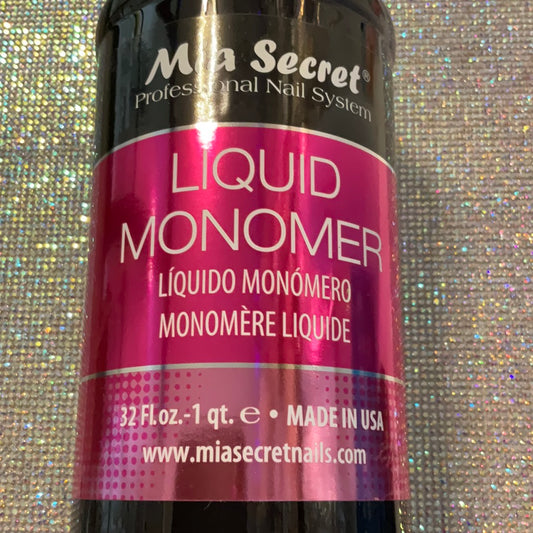 Mia Secret®
Professional Nail System
LIQUID
MONOMER
LÍQUIDO MONÓMERO
MONOMÈRE LIQUIDE
32 Fl.oz.-1 qt. ℮ • MADE IN USA
www.miasecretnails.com